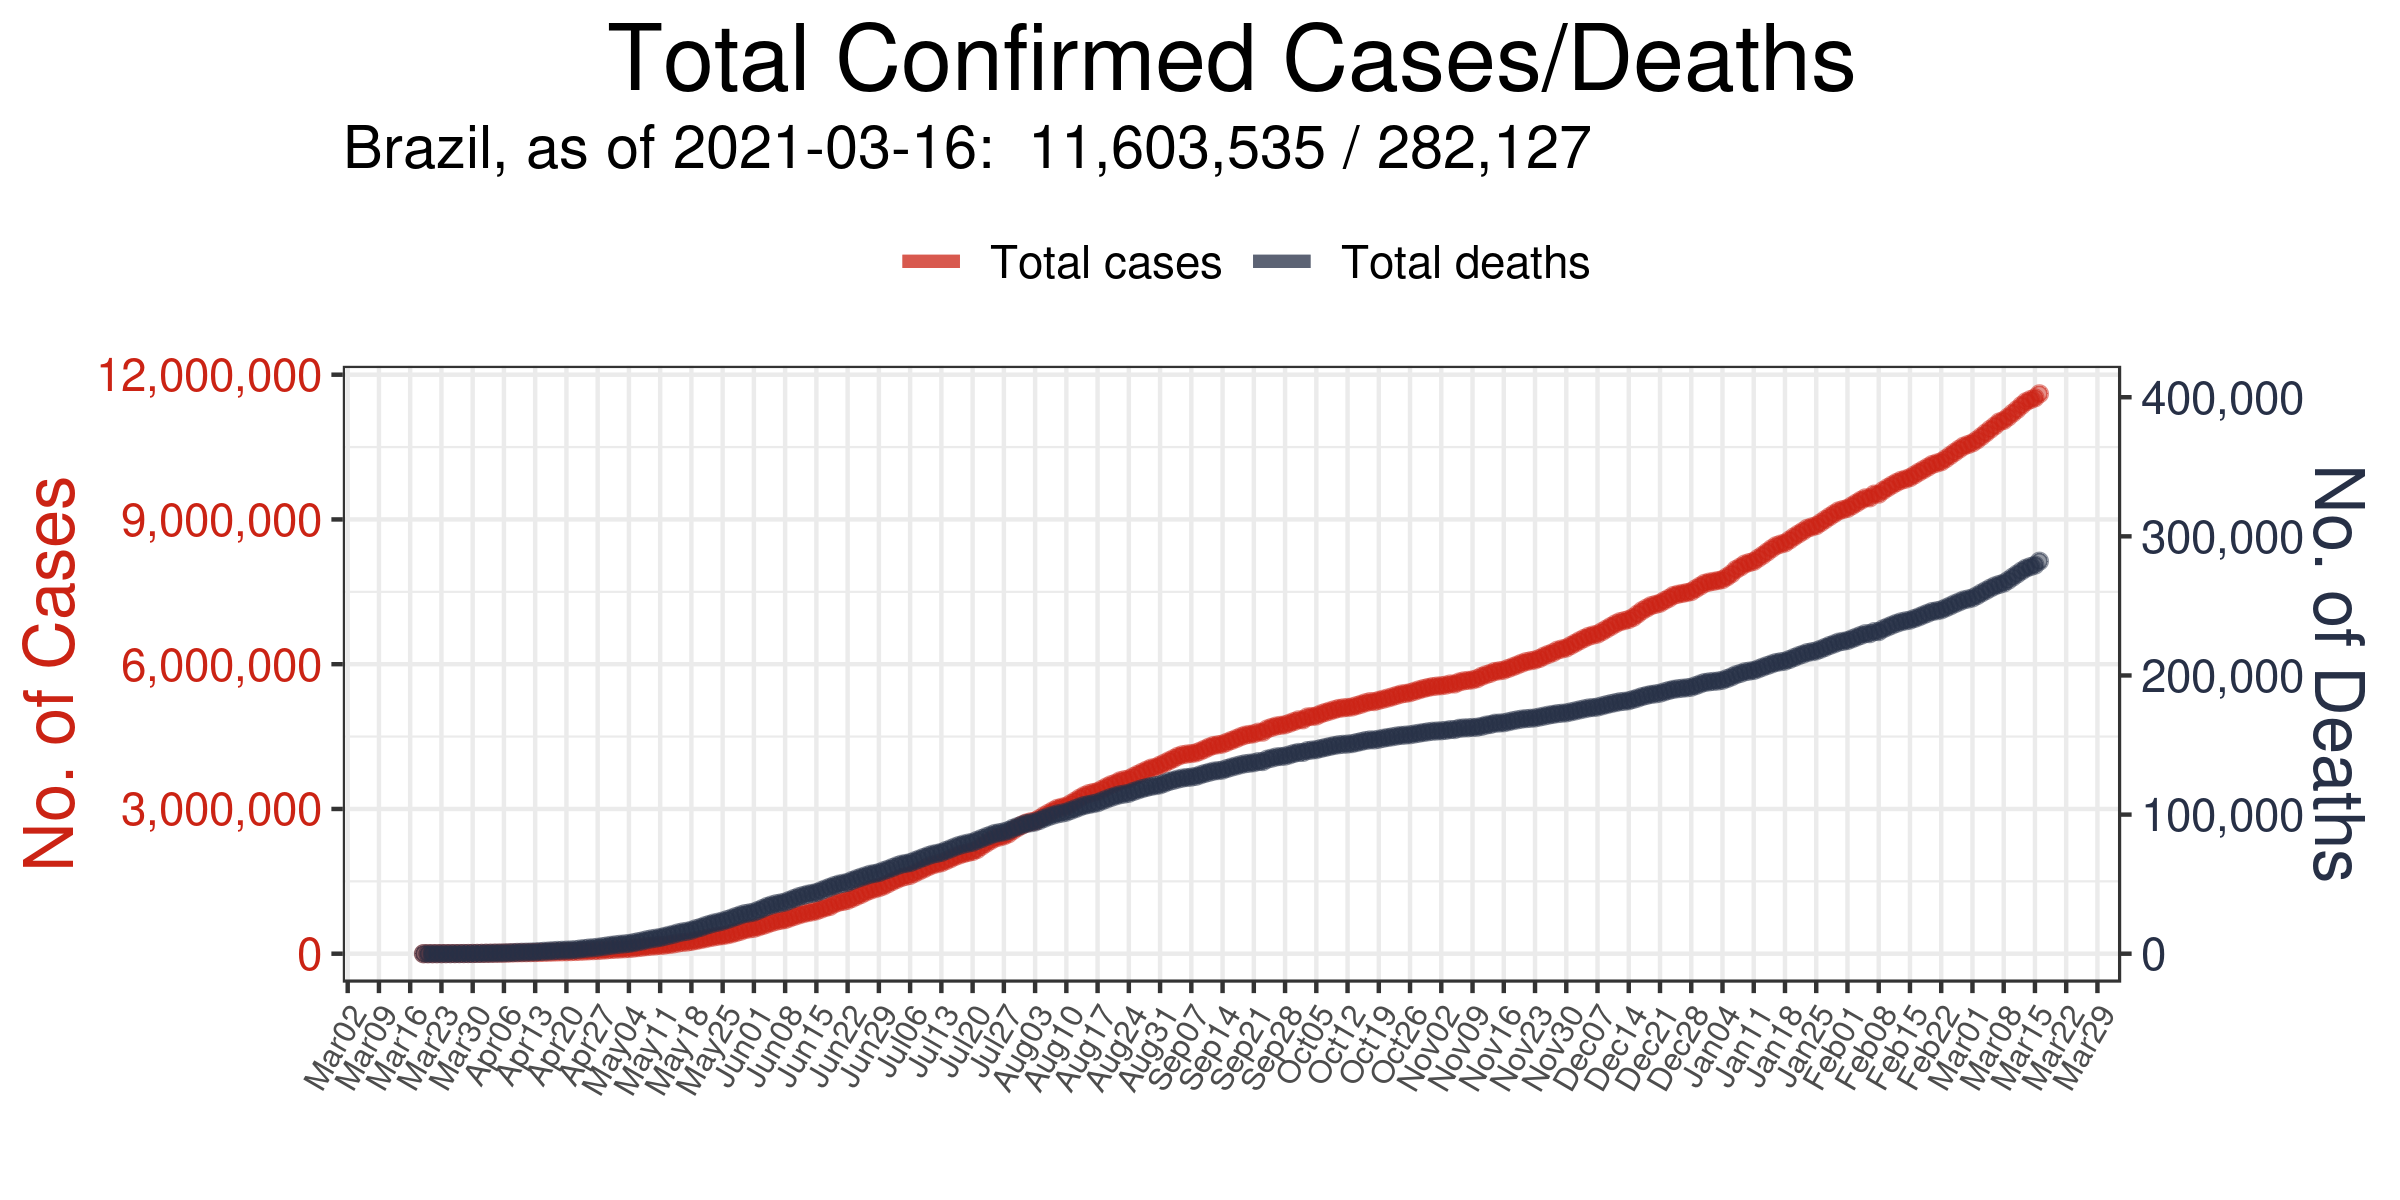 Total Confirmed Cases/Deaths
Brazil, as of 2021-03-16:  11,603,535 / 282,127
Total cases
Total deaths
No. of Cases
12,000,000
9,000,000
6,000,000
3,000,000
0
400,000
300,000
200,000
100,000
0
No. of Deaths
Mar02
Mar09
Mar16
Mar23
Mar30
Apr06
Apr13
Apr20
Apr27
May04
May11
May18
May25
Jun01
Jun08
Jun15
Jun22
Jun29
Jul06
Jul13
Jul20
Jul27
Aug03
Aug10
Aug17
Aug24
Aug31
Sep07
Sep14
Sep21
Sep28
Oct05
Oct12
Oct19
Oct26
Nov02
Nov09
Nov16
Nov23
Nov30
Dec07
Dec14
Dec21
Dec28
Jan04
Jan11
Jan18
Jan25
Feb01
Feb08
Feb15
Feb22
Mar01
Mar08
Mar15
Mar22
Mar29